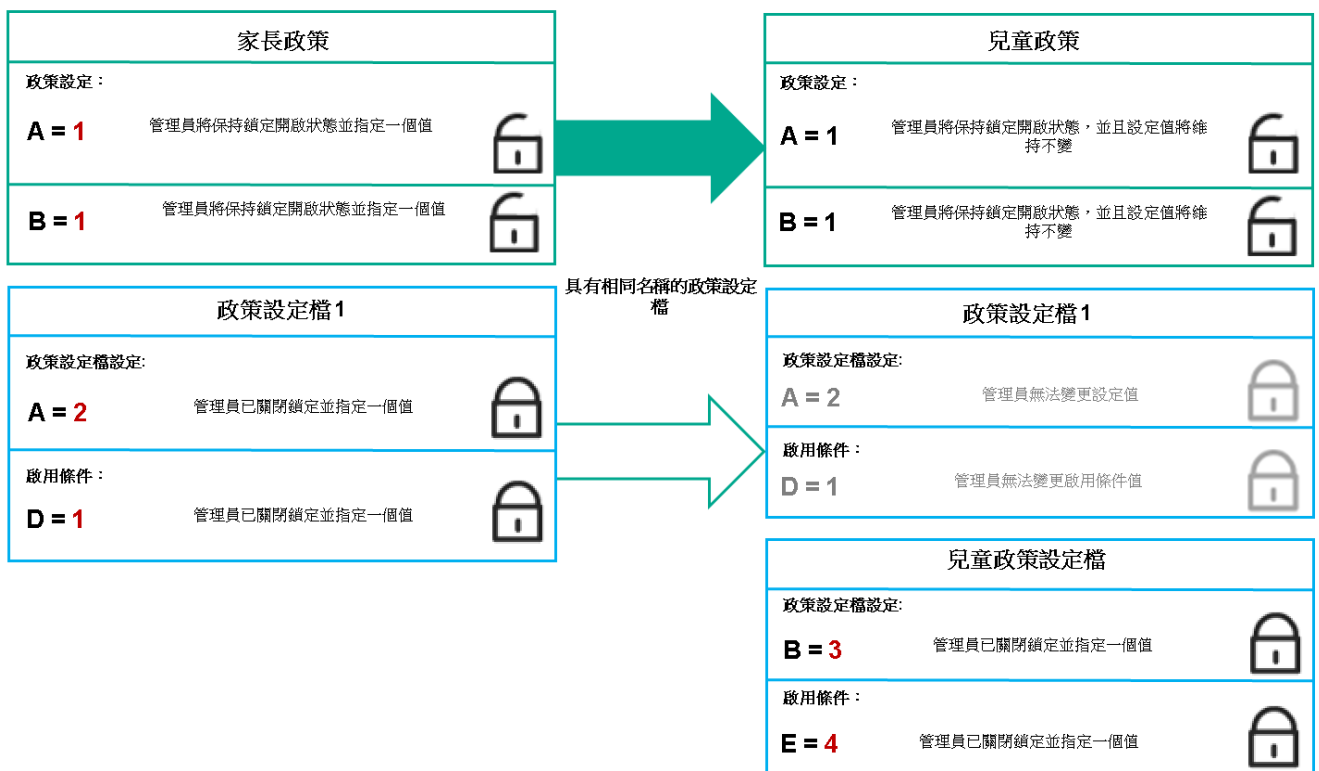 家長政策
政策設定：
A = 1
管理員將保持鎖定開啟狀態並指定一個值
B = 1
管理員將保持鎖定開啟狀態並指定一個值
兒童政策
政策設定：
A = 1
管理員將保持鎖定開啟狀態，並且設定值將維
持不變
B = 1
管理員將保持鎖定開啟狀態，並且設定值將維
持不變
具有相同名稱的政策設定
檔
政策設定檔1
政策設定檔設定:
A = 2
管理員已關閉鎖定並指定一個值
啟用條件：
D = 1
管理員已關閉鎖定並指定一個值
政策設定檔1
政策設定檔設定:
A = 2
管理員無法變更設定值
啟用條件：
D = 1
管理員無法變更啟用條件值
兒童政策設定檔
政策設定檔設定:
B = 3
管理員已關閉鎖定並指定一個值
啟用條件：
E = 4
管理員已關閉鎖定並指定一個值